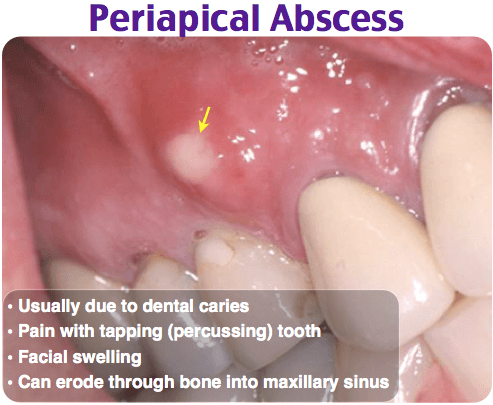 Periapical Abscess
• Usually due to dental caries
• Pain with tapping (percussing) tooth
• Facial swelling
• Can erode through bone into maxillary sinus